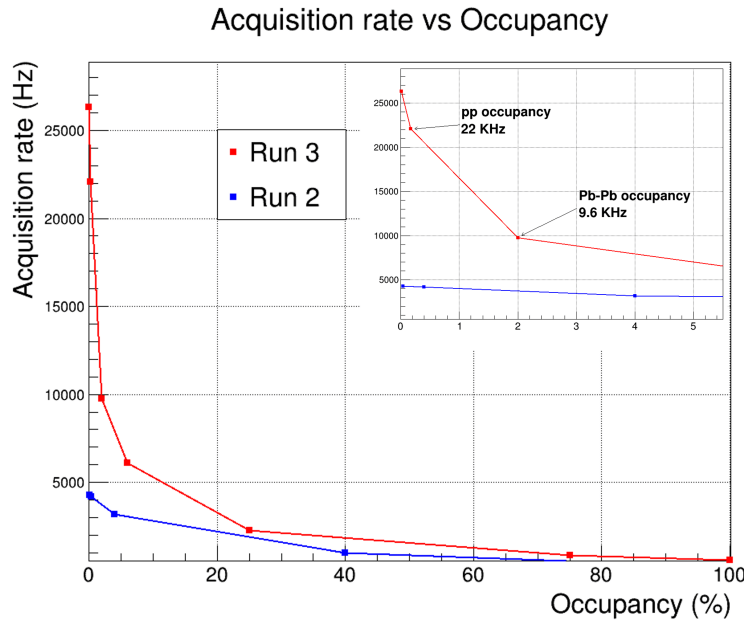 Acquisition rate vs Occupancy
Acquisition rate (Hz)
25000
20000
15000
10000
5000
0
20
40
60
80
100
Occupancy (%)
Run 3
Run 2
25000
20000
15000
10000
5000
0
1
2
3
4
5
pp occupancy
22 KHz
Pb-Pb occupancy
9.6 KHz